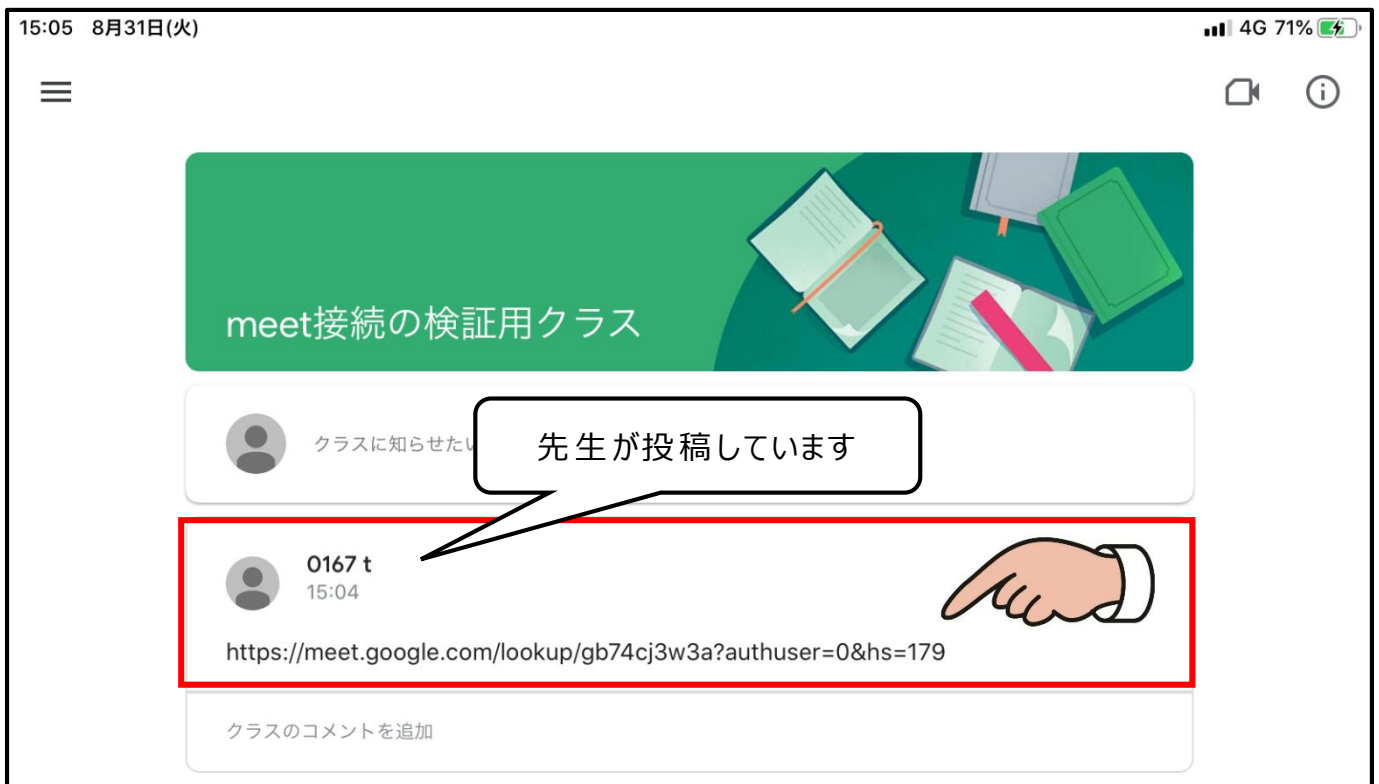 15:05 8月31日(火)
4G 71%
meet接続の検証用クラス
クラスに知らせたい
先生が投稿しています
0167 t
15:04
https://meet.google.com/lookup/gb74cj3w3a?authuser=0&hs=179
クラスのコメントを追加